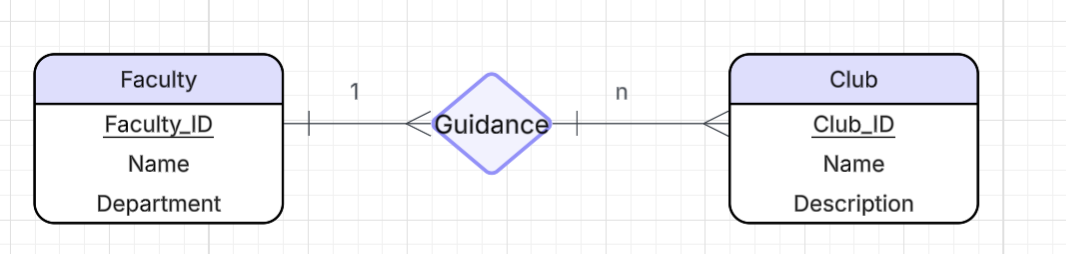 Faculty
Faculty_ID
Name
Department
1
Guidance
n
Club
Club_ID
Name
Description